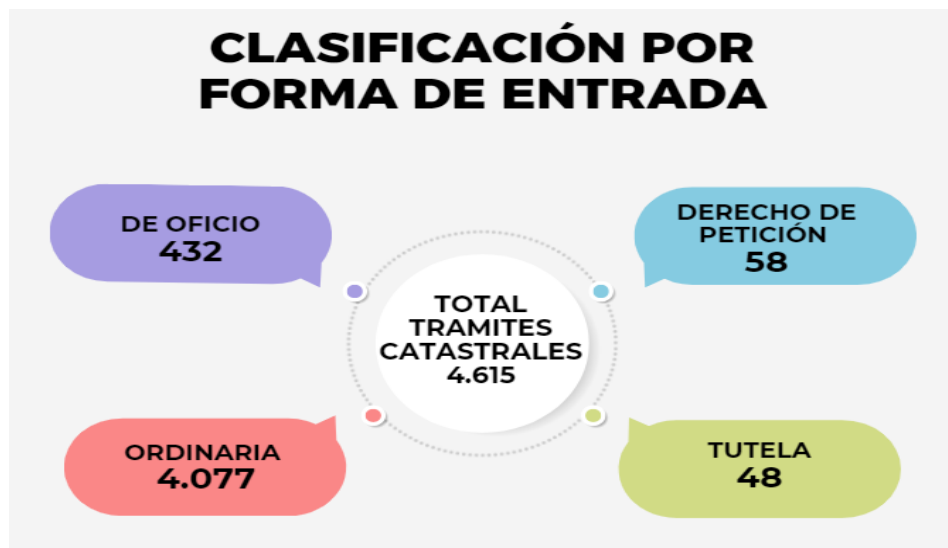 CLASIFICACIÓN POR
FORMA DE ENTRADA
DE OFICIO
432
DERECHO DE
PETICIÓN
58
TOTAL
TRAMITES
CATASTRALES
4.615
ORDINARIA
4.077
TUTELA
48